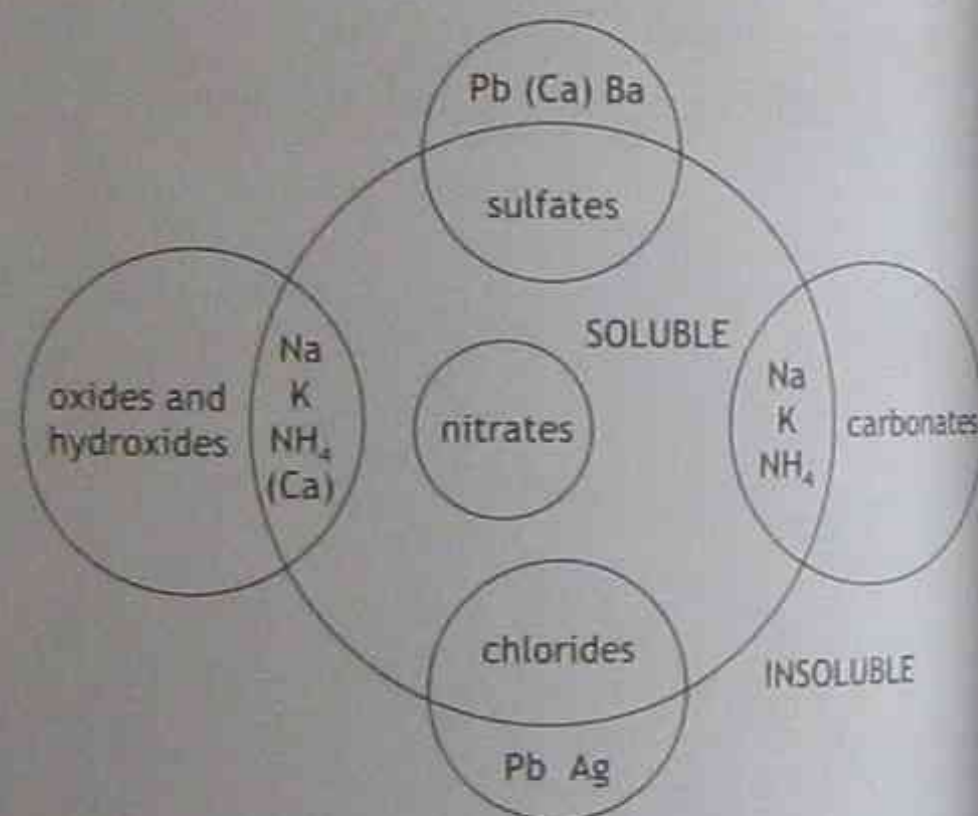 Pb (Ca) Ba
sulfates
SOLUBLE
oxides and
hydroxides
Na
K
NH₄
(Ca)
nitrates
Na
K
NH₄
carbonates
chlorides
INSOLUBLE
Pb Ag